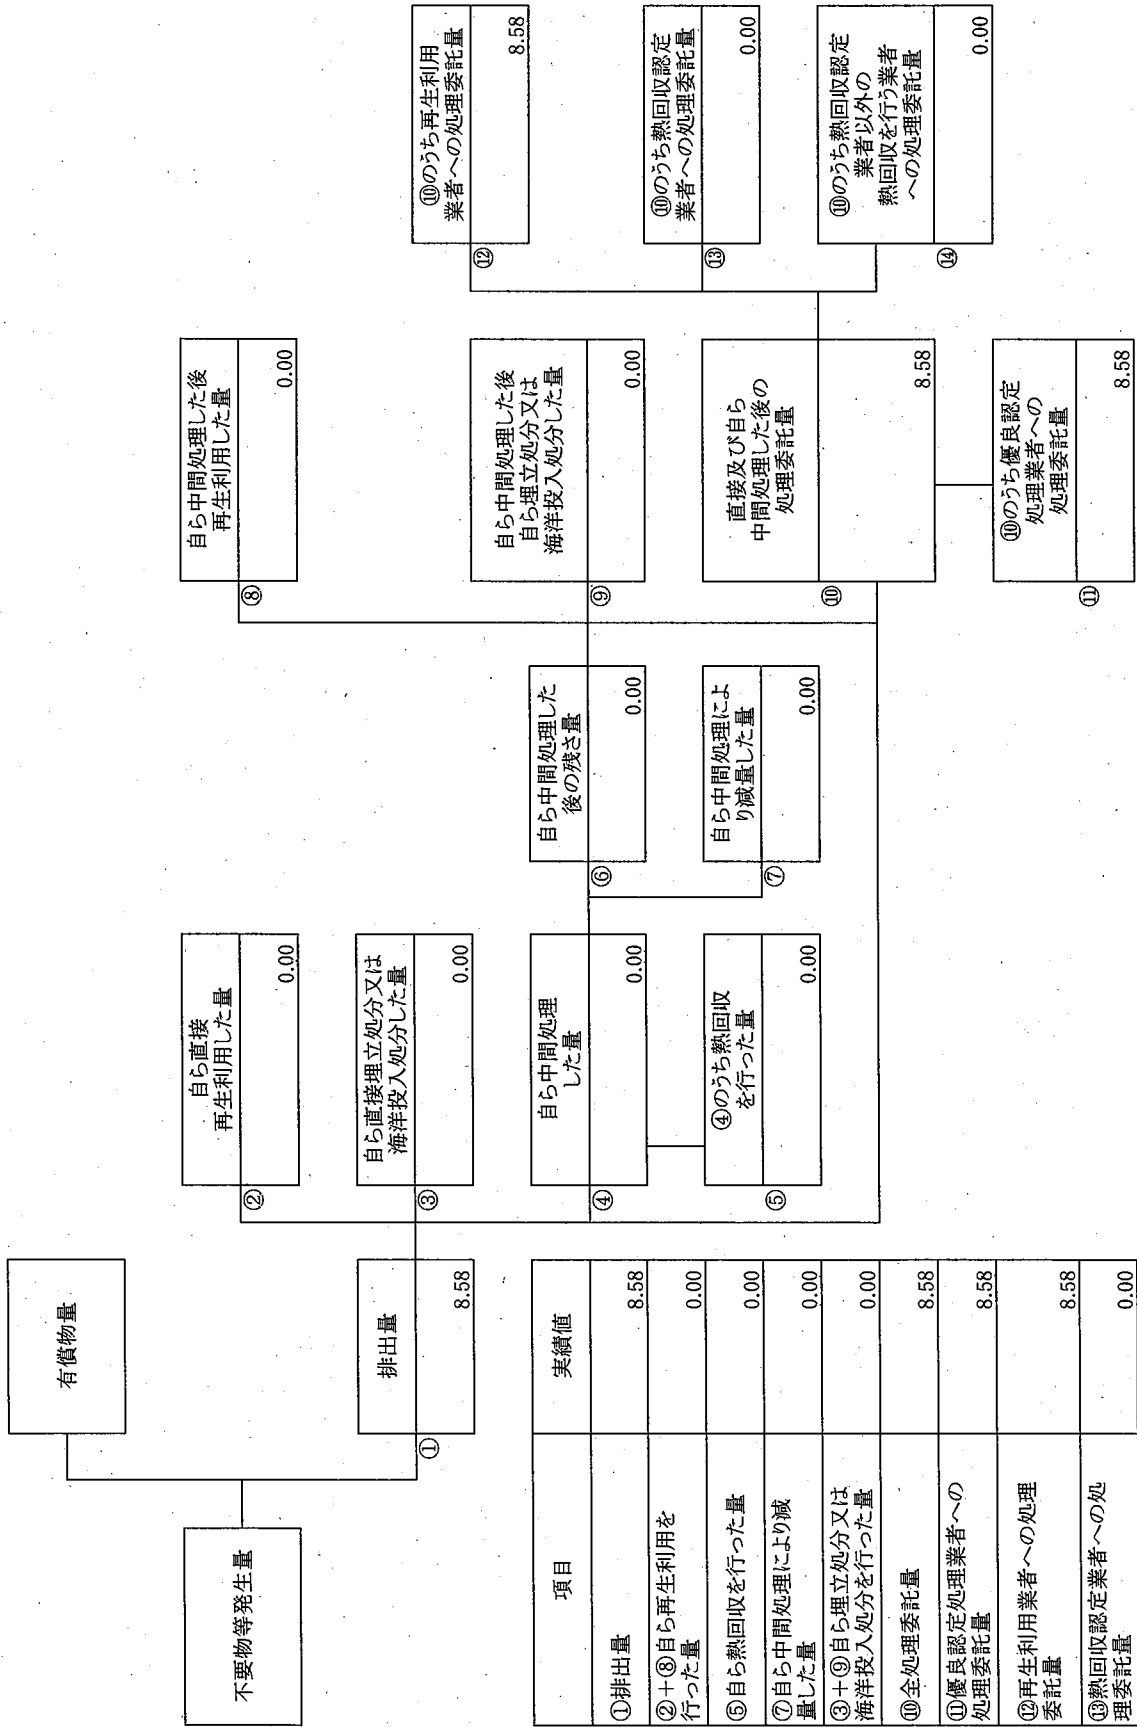 不要物等発生量
有償物量
排出量
①
8.58
自ら直接
再生利用した量
②
0.00
自ら直接埋立処分又は
海洋投入処分した量
③
0.00
自ら中間処理
した量
④
0.00
④のうち熱回収
を行った量
⑤
0.00
自ら中間処理した
後の残さ量
⑥
0.00
自ら中間処理によ
り減量した量
⑦
0.00
自ら中間処理した後
再生利用した量
⑧
0.00
自ら中間処理した後
自ら埋立処分又は
海洋投入処分した量
⑨
0.00
直接及び自ら
中間処理した後の
処理委託量
⑩
8.58
⑩のうち優良認定
処理業者への
処理委託量
⑪
8.58
⑩のうち再生利用
業者への処理委託量
⑫
8.58
⑩のうち熱回収認定
業者への処理委託量
⑬
0.00
⑩のうち熱回収認定
業者以外の
熱回収を行う業者
への処理委託量
⑭
0.00
項目 実績値
①排出量 8.58
②+⑧自ら再生利用を
行った量 0.00
⑤自ら熱回収を行った量 0.00
⑦自ら中間処理により減
量した量 0.00
③+⑨自ら埋立処分又は
海洋投入処分を行った量 0.00
⑩全処理委託量 8.58
⑪優良認定処理業者への
処理委託量 8.58
⑫再生利用業者への処理
委託量 8.58
⑬熱回収認定業者への処
理委託量 0.00